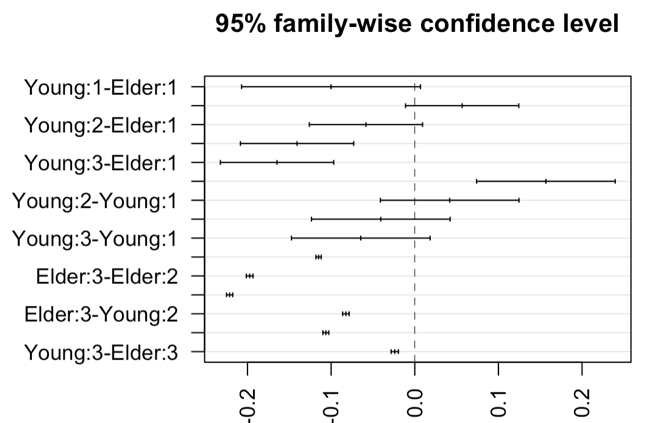 95% family-wise confidence level
Young:1-Elder:1
Young:2-Elder:1
Young:3-Elder:1
Young:2-Young:1
Young:3-Young:1
Elder:3-Elder:2
Elder:3-Young:2
Young:3-Elder:3
-0.2
-0.1
0.0
0.1
0.2